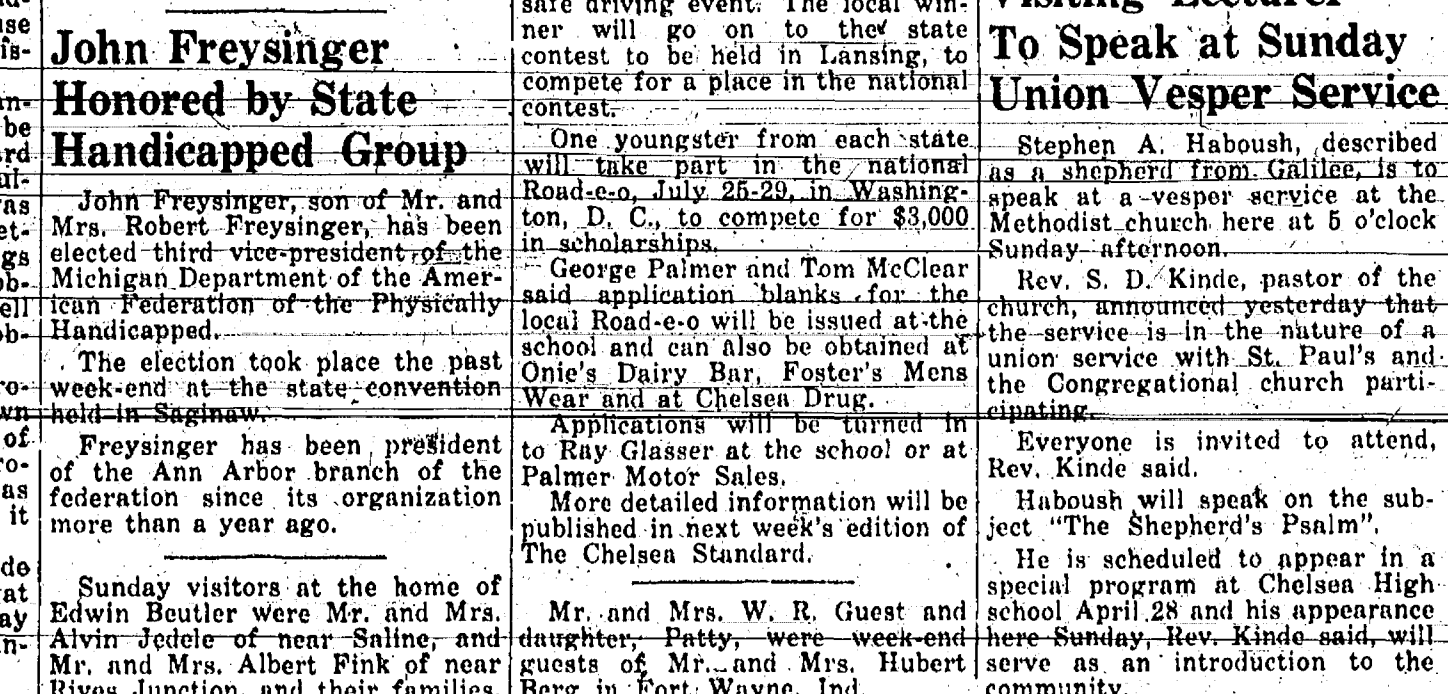 John Freysinger
Honored by State
Handicapped Group
John Freysinger, son of Mr. and
Mrs. Robert Freysinger, has been
elected third vice-president of the
Michigan Department of the Amer-
ican Federation of the Physically
Handicapped.
The election took place the past
week-end at the state convention
held in Saginaw.
Freysinger has been president
of the Ann Arbor branch of the
federation since its organization
more than a year ago.
Sunday visitors at the home of
Edwin Beutler were Mr. and Mrs.
Alvin Jedele of near Saline, and
Mr. and Mrs. Albert Fink of near
Rives Junction, and their families.
safe driving event. The local win-
ner will go on to the state
contest to be held in Lansing, to
compete for a place in the national
contest.
One youngster from each state
will take part in the national
Road-e-o, July 25-29, in Washing-
ton, D. C., to compete for $3,000
in scholarships.
George Palmer and Tom McClear
said application blanks for the
local Road-e-o will be issued at the
school and can also be obtained at
Onie's Dairy Bar, Foster's Mens
Wear and at Chelsea Drug.
Applications will be turned in
to Ray Glasser at the school or at
Palmer Motor Sales.
More detailed information will be
published in next week's edition of
The Chelsea Standard.
Mr. and Mrs. W. R. Guest and
daughter, Patty, were week-end
guests of Mr. and Mrs. Hubert
Berg in Fort Wayne, Ind.
Visiting Lecturer
To Speak at Sunday
Union Vesper Service
Stephen A. Haboush, described
as a shepherd from Galilee, is to
speak at a vesper service at the
Methodist church here at 5 o'clock
Sunday afternoon.
Rev. S. D. Kinde, pastor of the
church, announced yesterday that
the service is in the nature of a
union service with St. Paul's and
the Congregational church parti-
cipating.
Everyone is invited to attend,
Rev. Kinde said.
Haboush will speak on the sub-
ject "The Shepherd's Psalm".
He is scheduled to appear in a
special program at Chelsea High
school April 28 and his appearance
here Sunday, Rev. Kinde said, will
serve as an introduction to the
community.